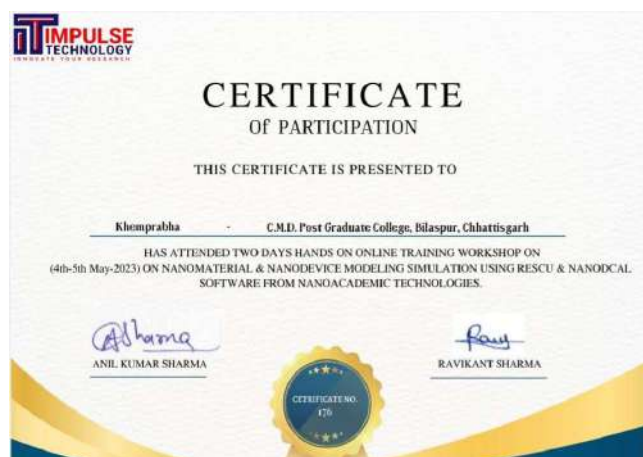 IMPULSE
TECHNOLOGY
INNOVATE YOUR RESEARCH
CERTIFICATE
Of PARTICIPATION
THIS CERTIFICATE IS PRESENTED TO
Khemprabha - C.M.D. Post Graduate College, Bilaspur, Chhattisgarh
HAS ATTENDED TWO DAYS HANDS ON ONLINE TRAINING WORKSHOP ON
(4th-5th May-2023) ON NANOMATERIAL & NANODEVICE MODELING SIMULATION USING RESCU & NANODCAL
SOFTWARE FROM NANOACADEMIC TECHNOLOGIES.
ASharma
ANIL KUMAR SHARMA
RAVIKANT SHARMA
CETRIFICATE NO.
176